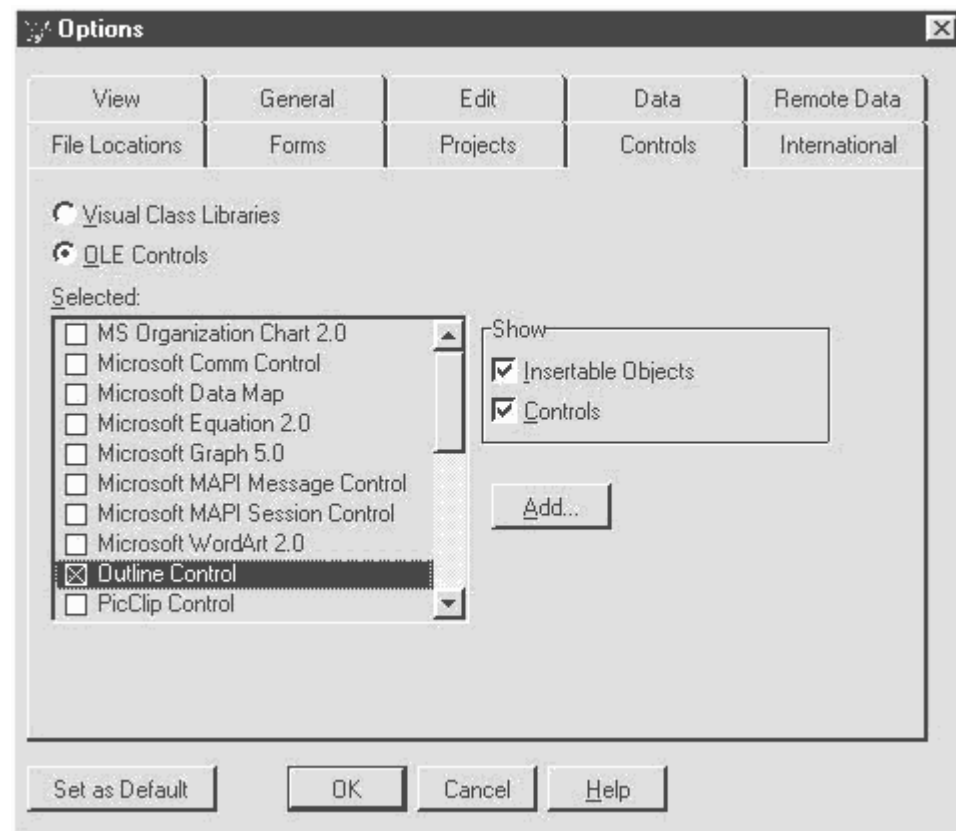 Options
View General Edit Data Remote Data
File Locations Forms Projects Controls International
Visual Class Libraries
OLE Controls
Selected:
MS Organization Chart 2.0
Show
Microsoft Comm Control
Insertable Objects
Microsoft Data Map
Controls
Microsoft Equation 2.0
Microsoft Graph 5.0
Microsoft MAPI Message Control
Add...
Microsoft MAPI Session Control
Microsoft WordArt 2.0
Outline Control
PicClip Control
Set as Default OK Cancel Help